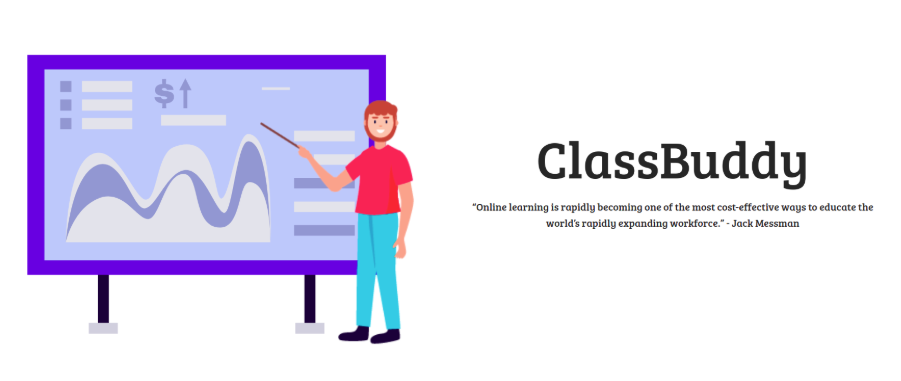 $
ClassBuddy
“Online learning is rapidly becoming one of the most cost-effective ways to educate the
world’s rapidly expanding workforce.” - Jack Messman